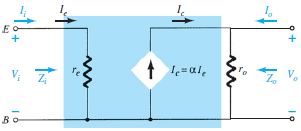 I_i I_e I_c I_o
E + +
V_i Z_i r_e I_c = αI_e r_o Z_o V_o
B − −